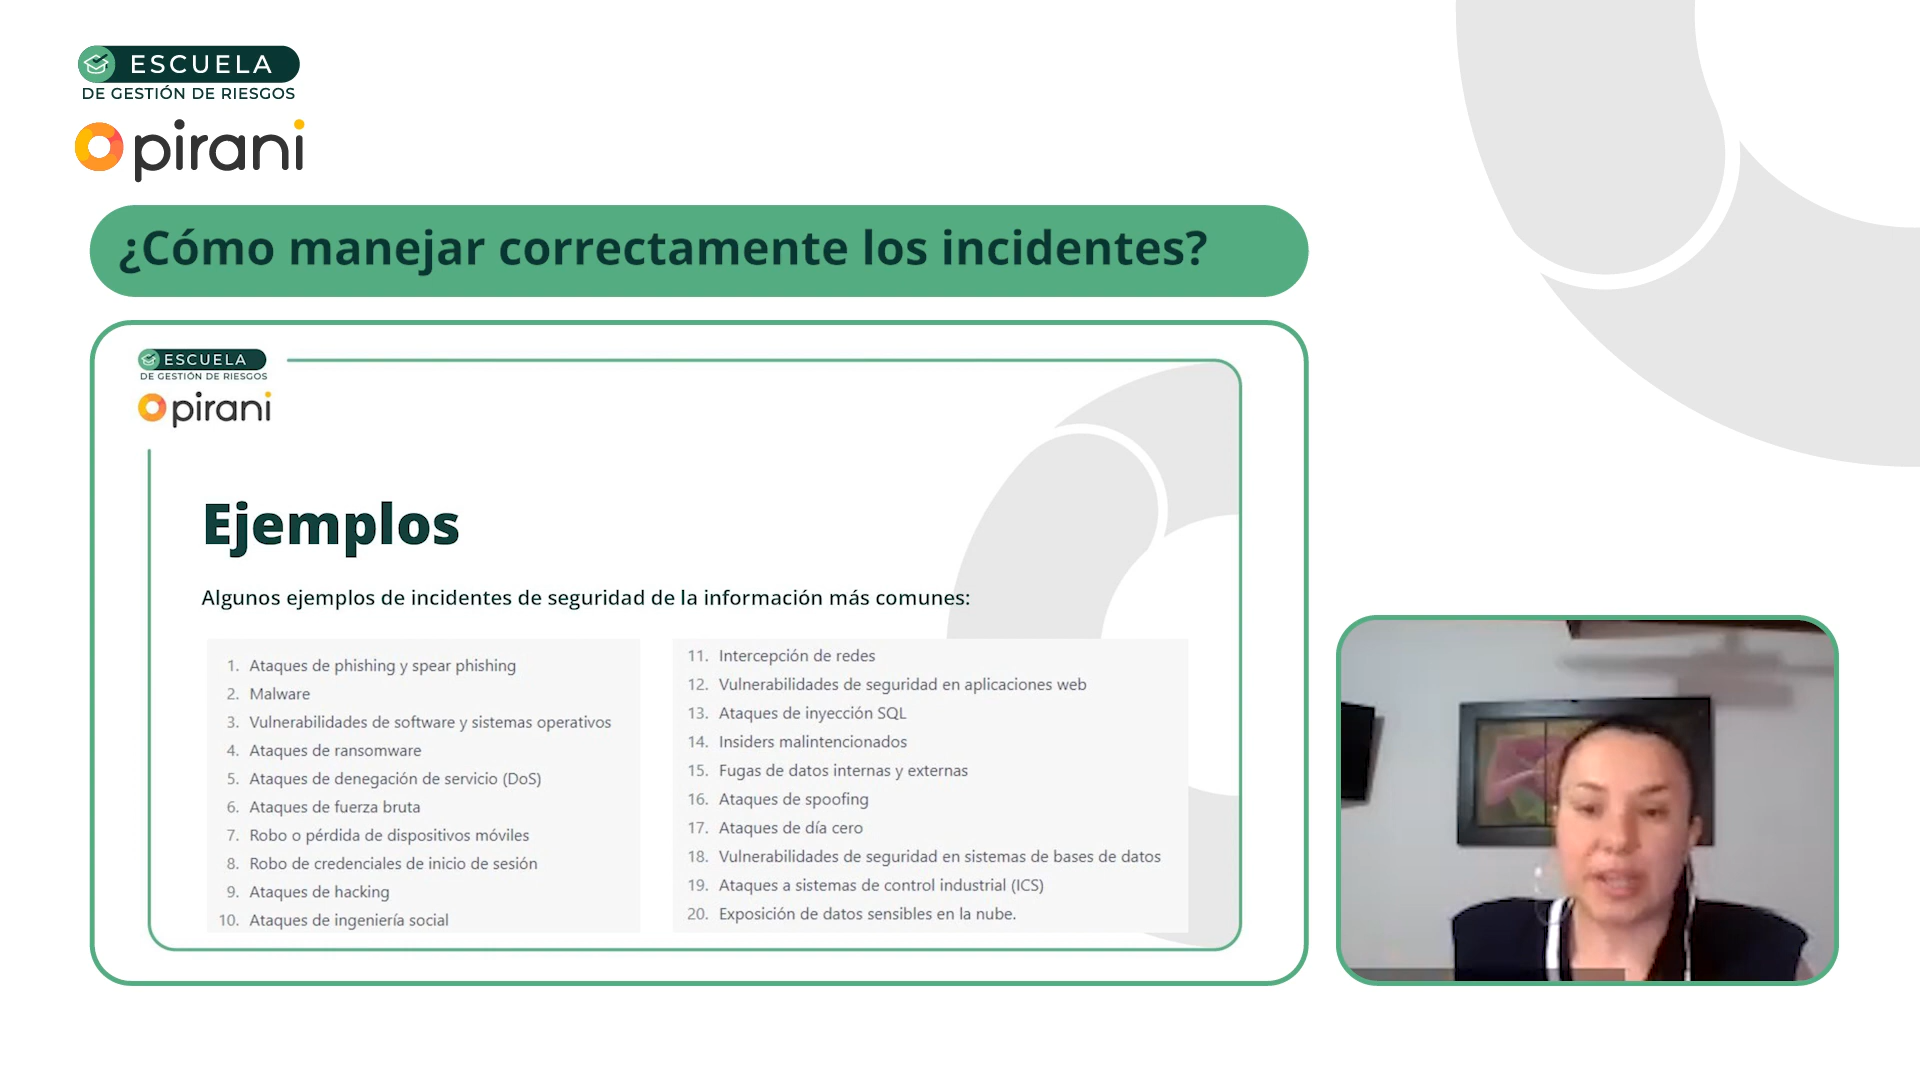 ESCUELA
DE GESTIÓN DE RIESGOS
pirani
¿Cómo manejar correctamente los incidentes?
ESCUELA
DE GESTIÓN DE RIESGOS
pirani
Ejemplos
Algunos ejemplos de incidentes de seguridad de la información más comunes:
1. Ataques de phishing y spear phishing
2. Malware
3. Vulnerabilidades de software y sistemas operativos
4. Ataques de ransomware
5. Ataques de denegación de servicio (DoS)
6. Ataques de fuerza bruta
7. Robo o pérdida de dispositivos móviles
8. Robo de credenciales de inicio de sesión
9. Ataques de hacking
10. Ataques de ingeniería social
11. Intercepción de redes
12. Vulnerabilidades de seguridad en aplicaciones web
13. Ataques de inyección SQL
14. Insiders malintencionados
15. Fugas de datos internas y externas
16. Ataques de spoofing
17. Ataques de día cero
18. Vulnerabilidades de seguridad en sistemas de bases de datos
19. Ataques a sistemas de control industrial (ICS)
20. Exposición de datos sensibles en la nube.